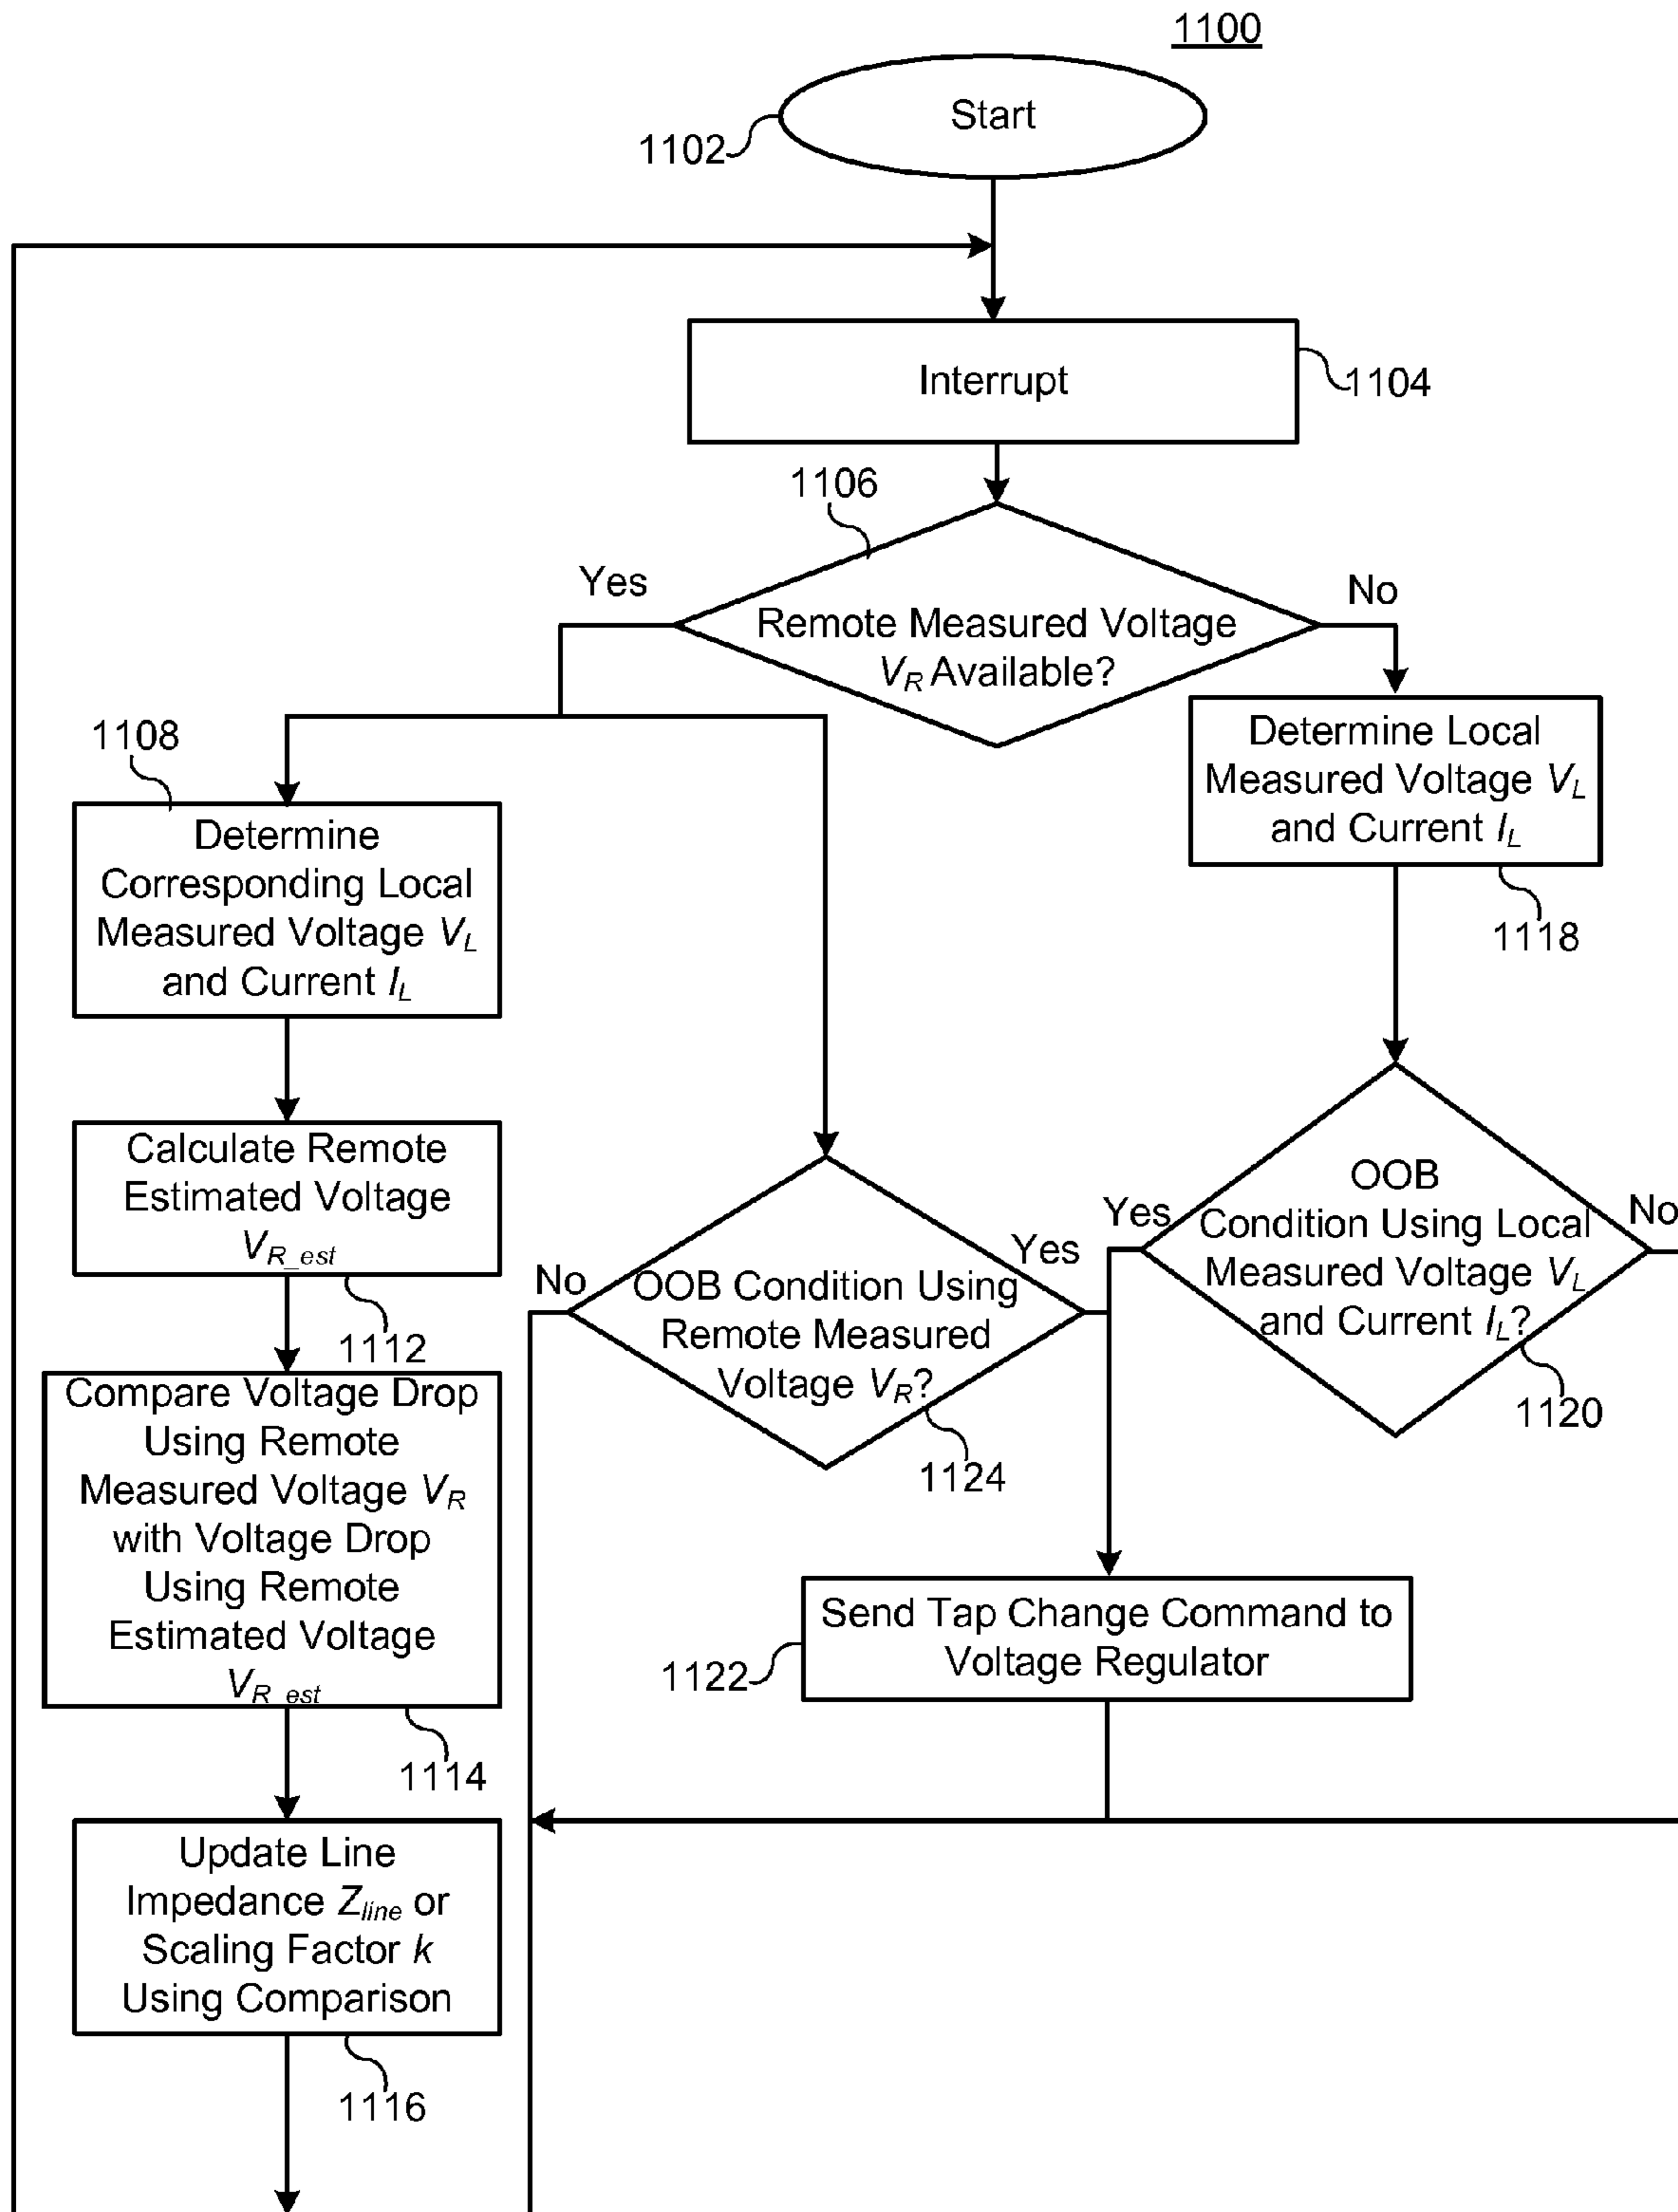 1100
Start
1102
Interrupt
1104
1106
Yes
No
Remote Measured Voltage
V_R Available?
1108
Determine
Corresponding Local
Measured Voltage V_L
and Current I_L
Determine Local
Measured Voltage V_L
and Current I_L
1118
Calculate Remote
Estimated Voltage
V_R_est
1112
No
OOB Condition Using
Remote Measured
Voltage V_R?
Yes
1124
Yes
OOB
Condition Using Local
Measured Voltage V_L
and Current I_L?
No
1120
Compare Voltage Drop
Using Remote
Measured Voltage V_R
with Voltage Drop
Using Remote
Estimated Voltage
V_R_est
1114
Send Tap Change Command to
Voltage Regulator
1122
Update Line
Impedance Z_line or
Scaling Factor k
Using Comparison
1116